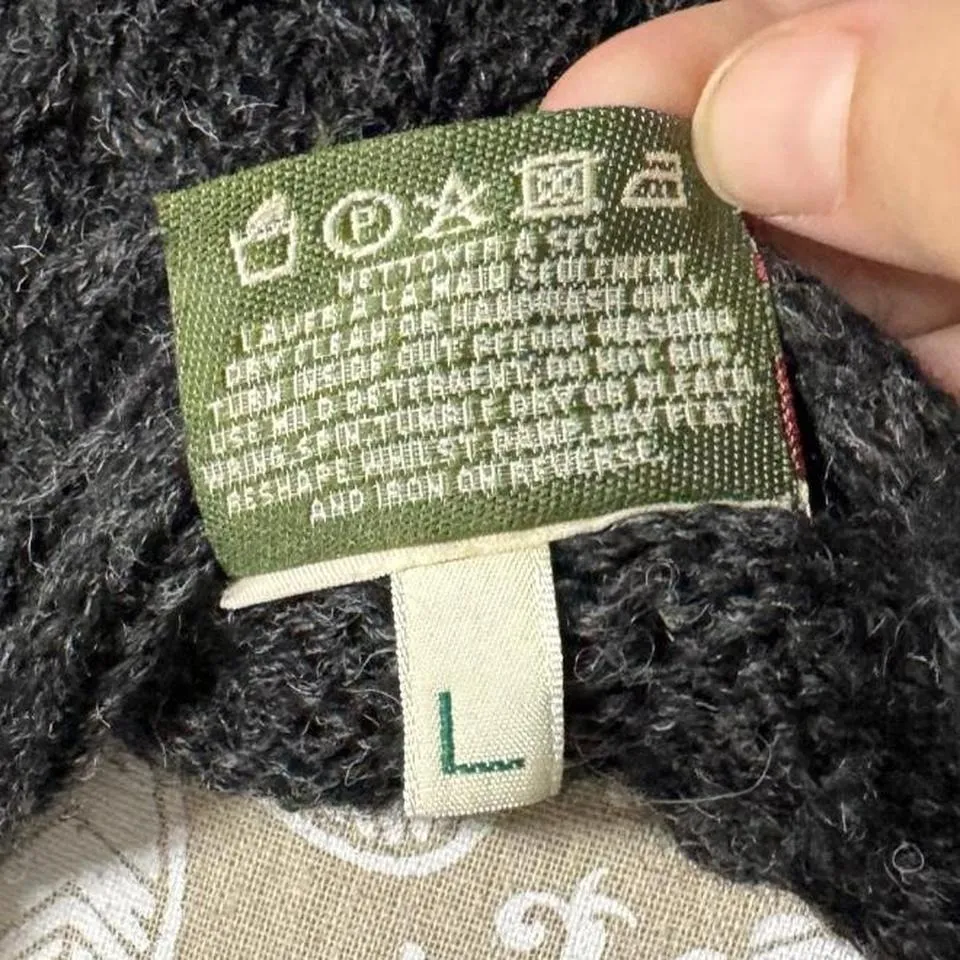 P
NETTOYER A SEC
LAVER A LA MAIN SEULEMENT
DRY CLEAN OR HANDWASH ONLY
TURN INSIDE OUT BEFORE WASHING
USE MILD DETERGENT. DO NOT RUB,
WRING, SPIN, TUMBLE DRY OR BLEACH
RESHAPE WHILST DAMP. DRY FLAT
AND IRON ON REVERSE.
L